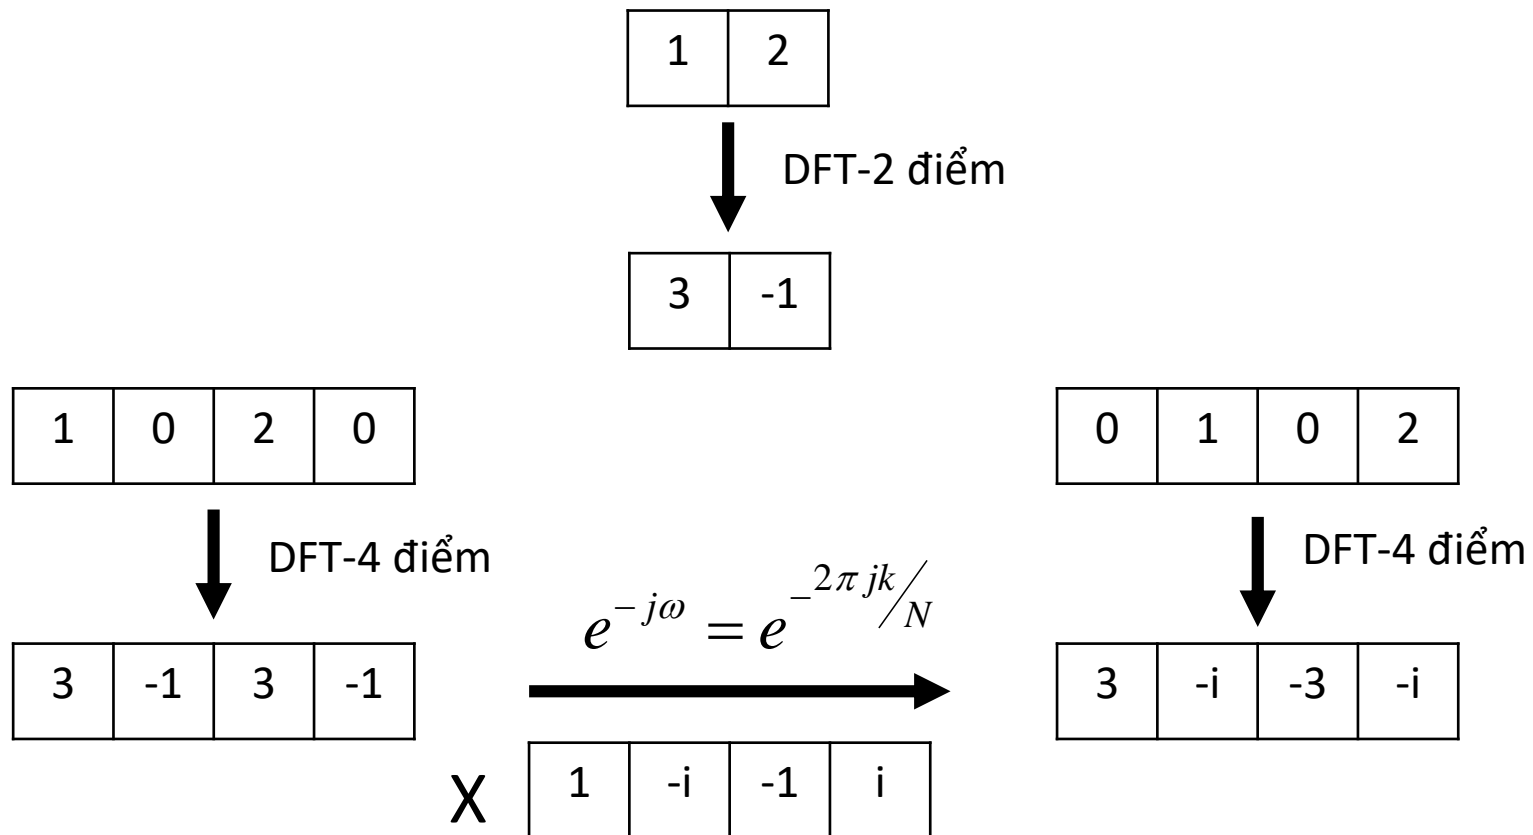 1 2
DFT-2 điểm
3 -1
1 0 2 0
0 1 0 2
DFT-4 điểm
DFT-4 điểm
e^{-jω} = e^{-2πjk/N}
3 -1 3 -1
3 -i -3 -i
X 1 -i -1 i